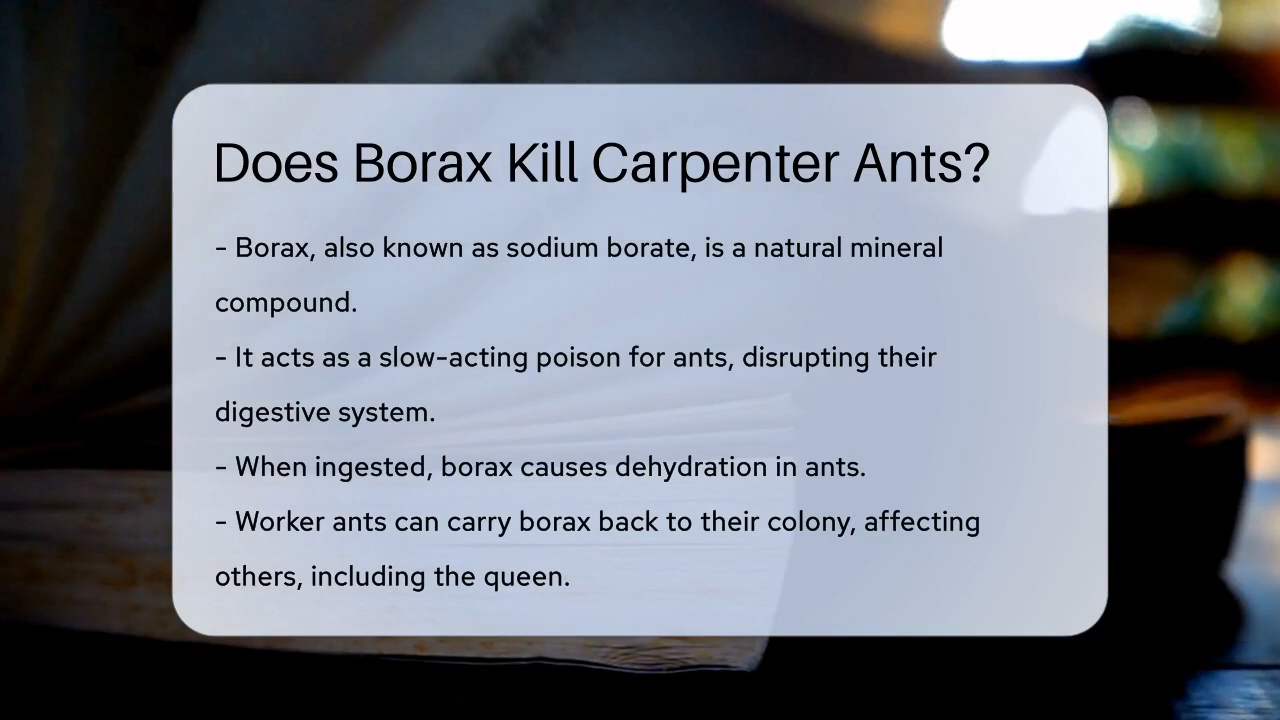 Does Borax Kill Carpenter Ants?
- Borax, also known as sodium borate, is a natural mineral
compound.
- It acts as a slow-acting poison for ants, disrupting their
digestive system.
- When ingested, borax causes dehydration in ants.
- Worker ants can carry borax back to their colony, affecting
others, including the queen.